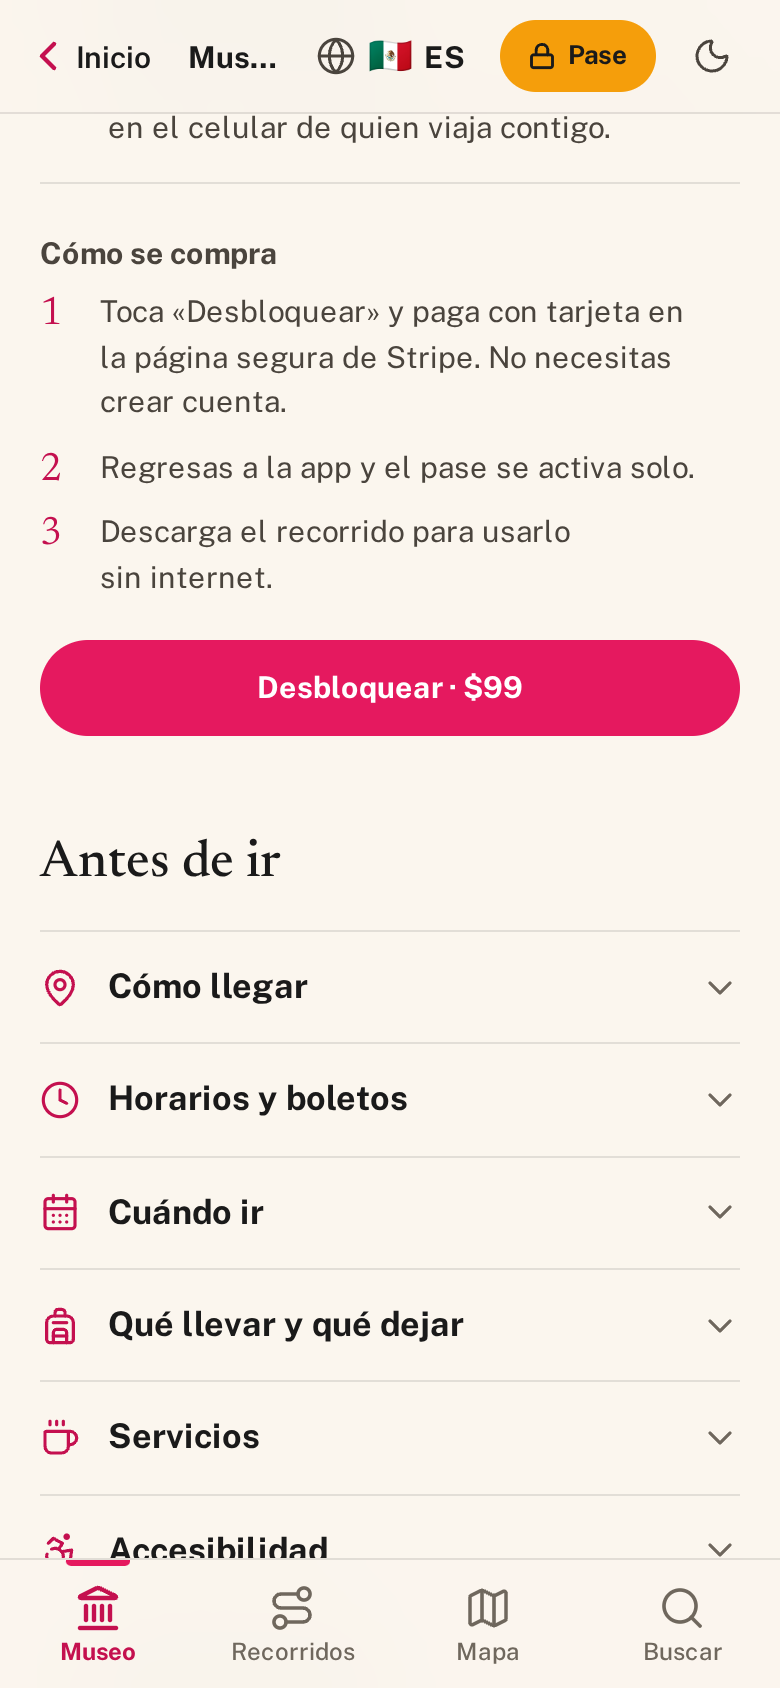 Inicio Mus... ES Pase
en el celular de quien viaja contigo.
Cómo se compra
1 Toca «Desbloquear» y paga con tarjeta en
la página segura de Stripe. No necesitas
crear cuenta.
2 Regresas a la app y el pase se activa solo.
3 Descarga el recorrido para usarlo
sin internet.
Desbloquear · $99
Antes de ir
Cómo llegar
Horarios y boletos
Cuándo ir
Qué llevar y qué dejar
Servicios
Accesibilidad
Museo Recorridos Mapa Buscar